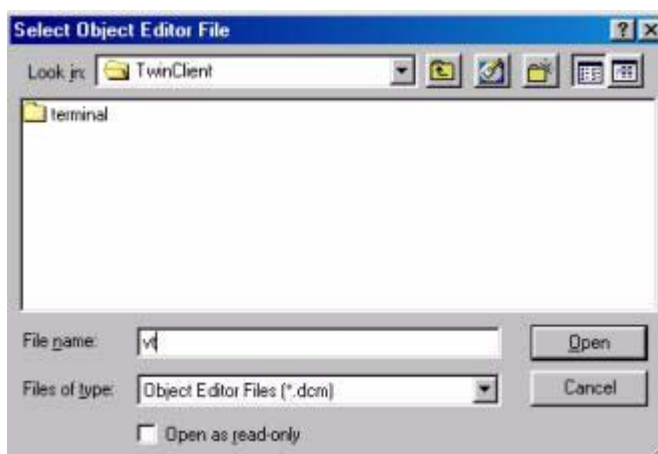 Select Object Editor File
Look in: TwinClient
terminal
File name: vt Open
Files of type: Object Editor Files (*.dcm) Cancel
Open as read-only